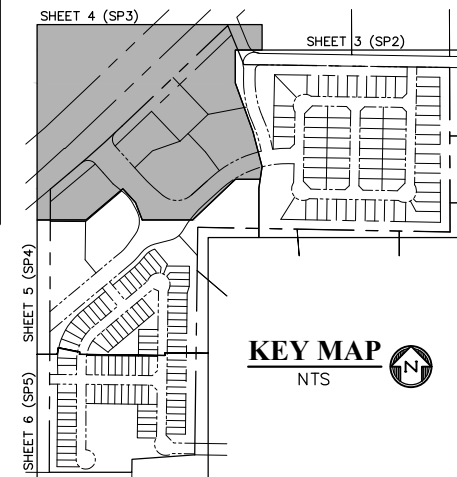 SHEET 4 (SP3)
SHEET 3 (SP2)
SHEET 5 (SP4)
KEY MAP
NTS
N
SHEET 6 (SP5)